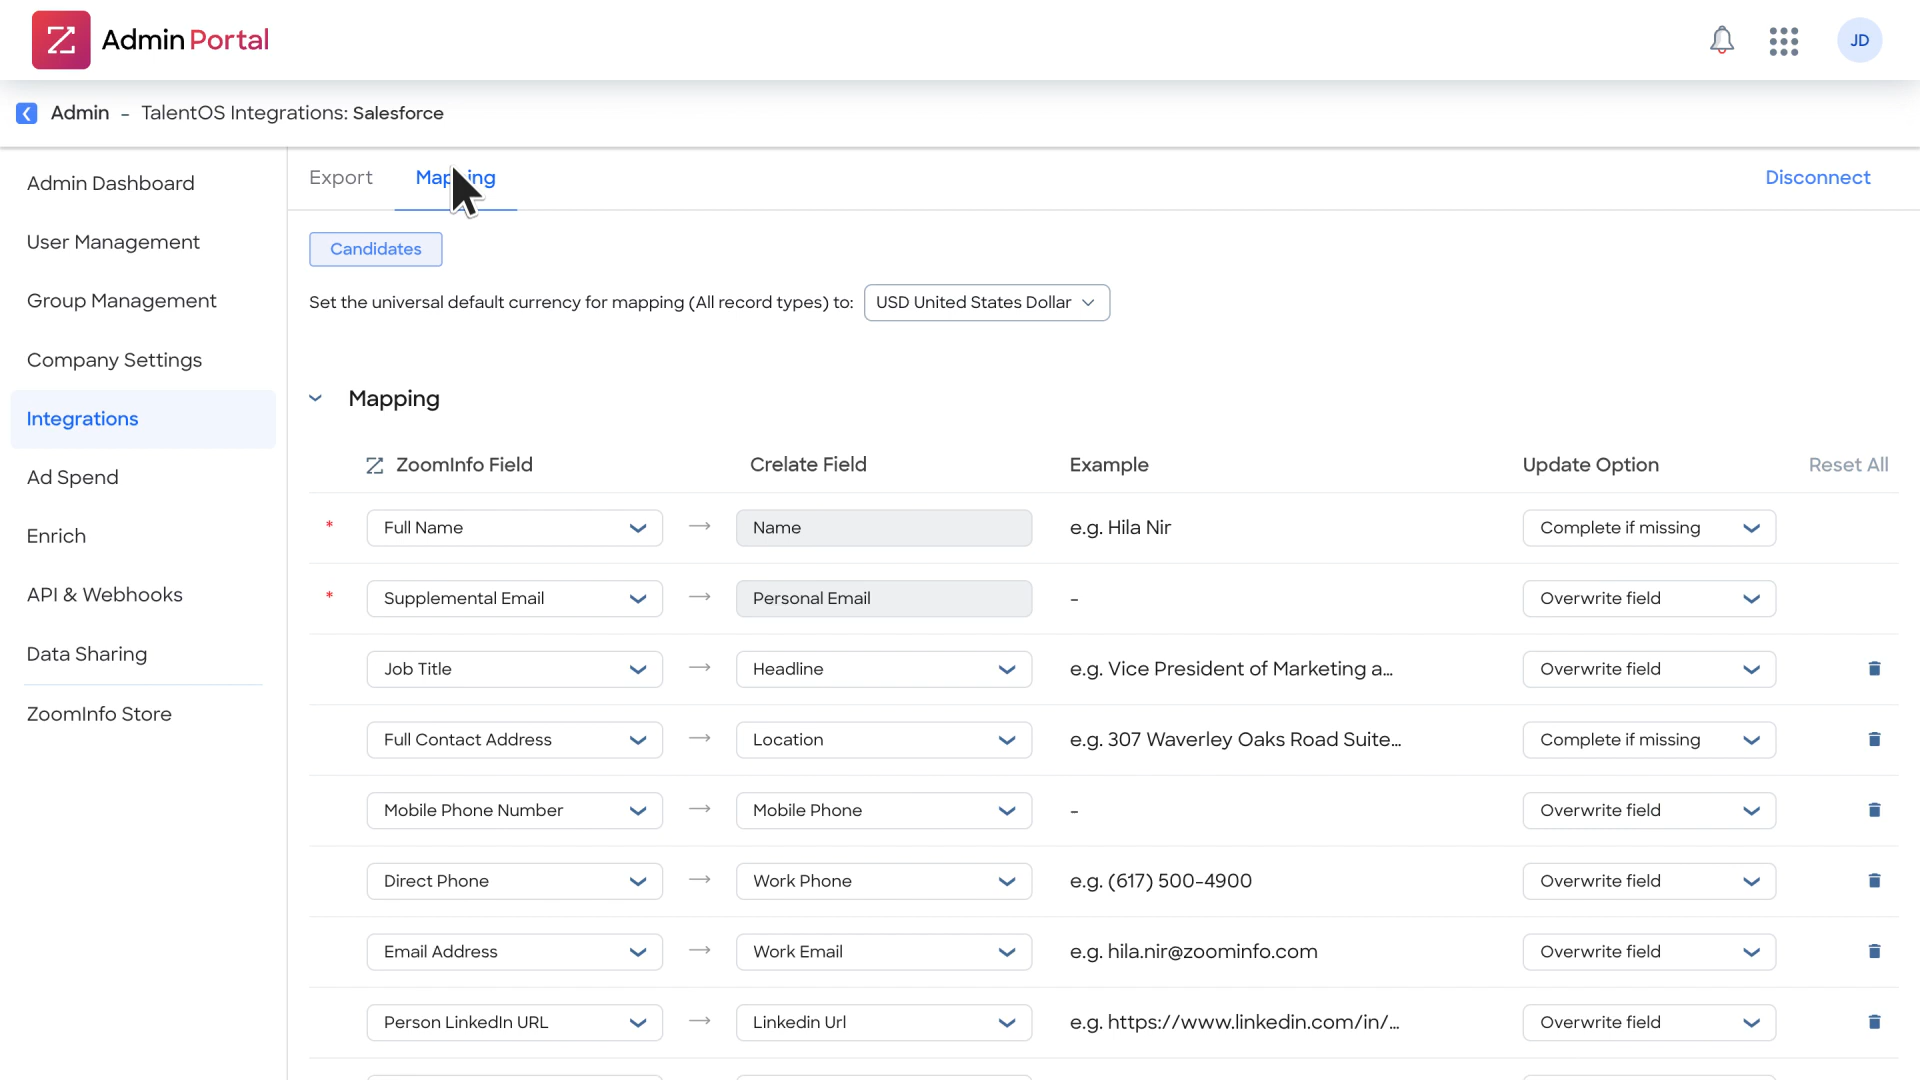 Admin Portal
JD
Admin - TalentOS Integrations: Salesforce
Admin Dashboard
User Management
Group Management
Company Settings
Integrations
Ad Spend
Enrich
API & Webhooks
Data Sharing
ZoomInfo Store
Export
Mapping
Disconnect
Candidates
Set the universal default currency for mapping (All record types) to: USD United States Dollar
Mapping
ZoomInfo Field Crelate Field Example Update Option Reset All
* Full Name → Name e.g. Hila Nir Complete if missing
* Supplemental Email → Personal Email - Overwrite field
Job Title → Headline e.g. Vice President of Marketing a... Overwrite field
Full Contact Address → Location e.g. 307 Waverley Oaks Road Suite... Complete if missing
Mobile Phone Number → Mobile Phone - Overwrite field
Direct Phone → Work Phone e.g. (617) 500-4900 Overwrite field
Email Address → Work Email e.g. hila.nir@zoominfo.com Overwrite field
Person LinkedIn URL → Linkedin Url e.g. https://www.linkedin.com/in/... Overwrite field